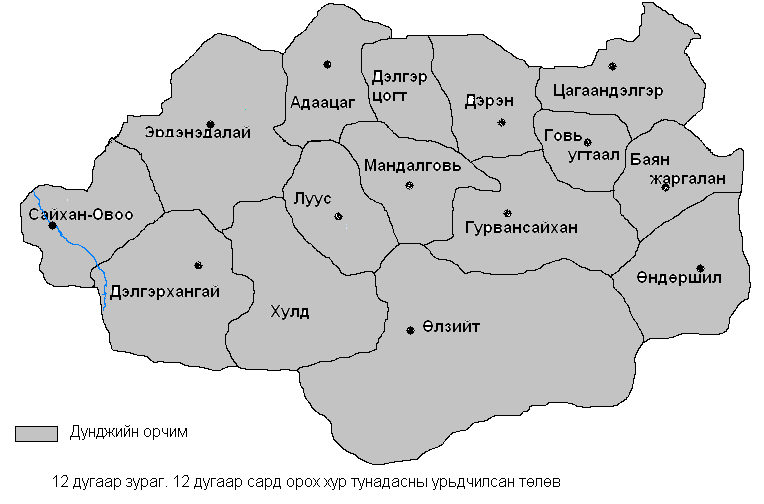 Дэлгэр
цогт
Адаацаг
Дэрэн
Цагаандэлгэр
Эрдэнэдалай
Говь
угтаал
Баян
жаргалан
Мандалговь
Луус
Сайхан-Овоо
Гурвансайхан
Өндөршил
Дэлгэрхангай
Хулд
Өлзийт
Дунджийн орчим
12 дугаар зураг. 12 дугаар сард орох хур тунадасны урьдчилсан төлөв